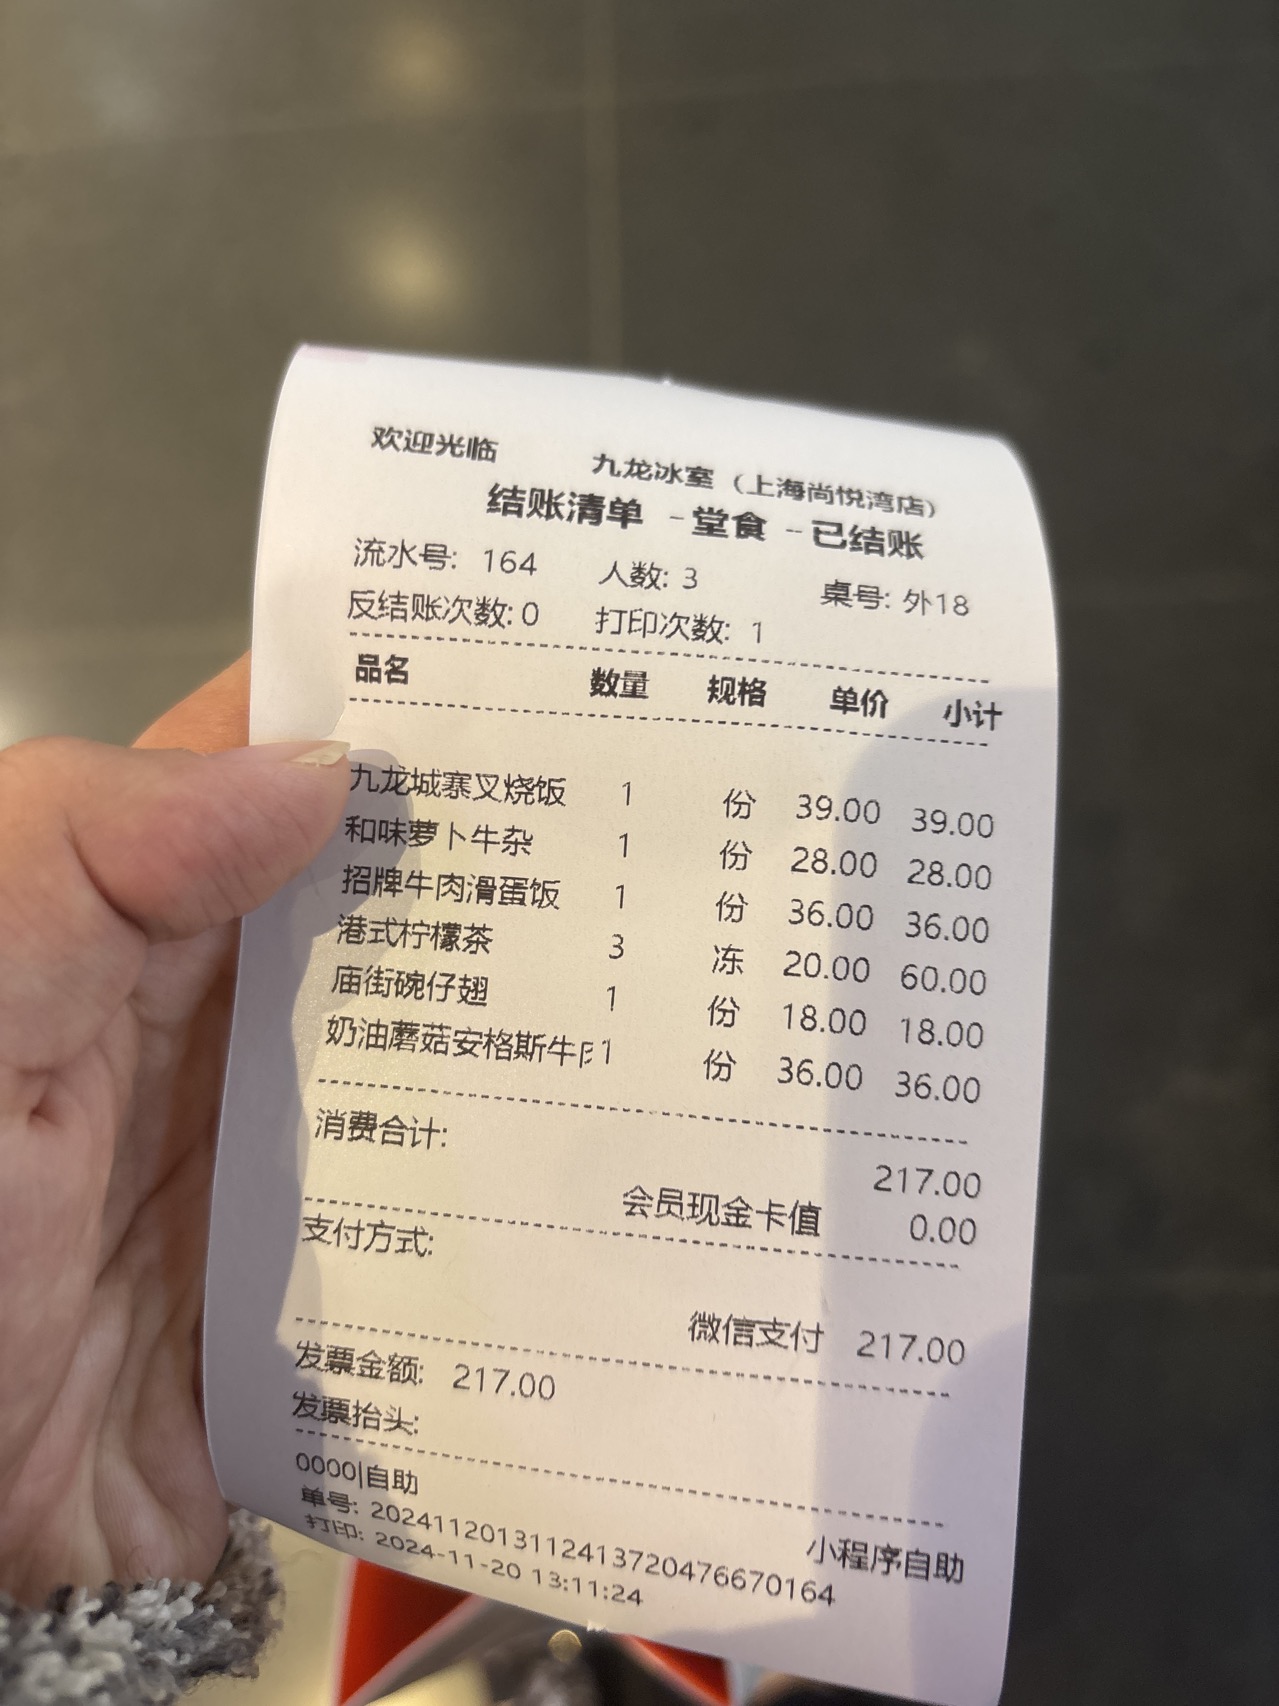 欢迎光临 九龙冰室（上海尚悦湾店）
结账清单 -堂食 --已结账
流水号: 164 人数: 3 桌号: 外18
反结账次数: 0 打印次数: 1
品名 数量 规格 单价 小计
九龙城寨叉烧饭 1 份 39.00 39.00
和味萝卜牛杂 1 份 28.00 28.00
招牌牛肉滑蛋饭 1 份 36.00 36.00
港式柠檬茶 3 冻 20.00 60.00
庙街碗仔翅 1 份 18.00 18.00
奶油蘑菇安格斯牛 1 份 36.00 36.00
消费合计: 217.00
会员现金卡值 0.00
支付方式:
微信支付 217.00
发票金额: 217.00
发票抬头:
0000|自助 小程序自助
单号: 20241120131124137204766701​64
打印: 2024-11-20 13:11:24